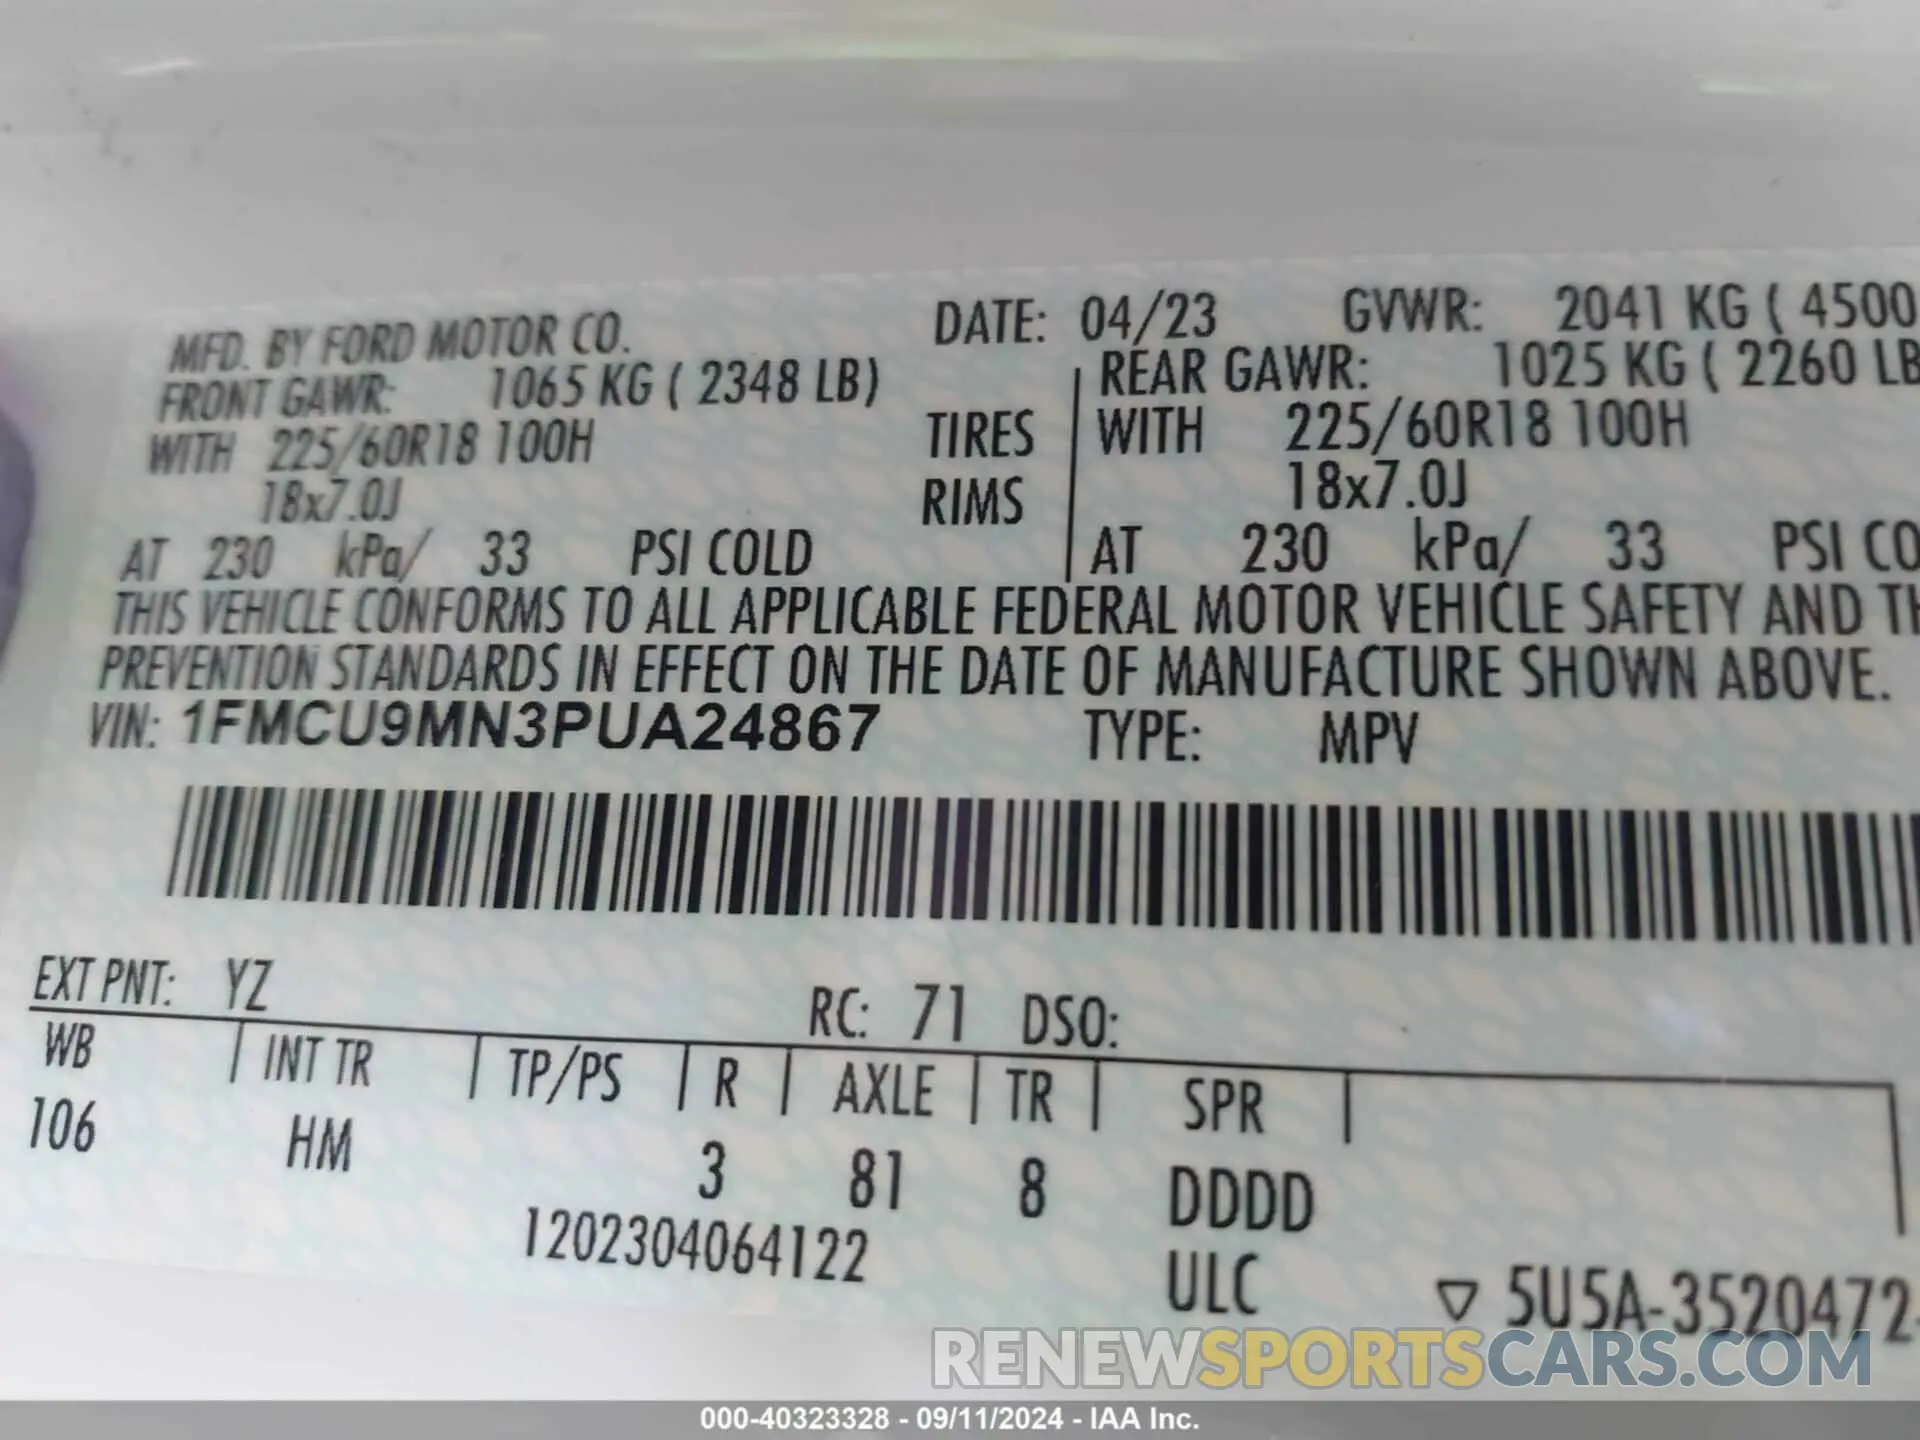 MFD. BY FORD MOTOR CO. DATE: 04/23 GVWR: 2041 KG ( 4500
FRONT GAWR: 1065 KG ( 2348 LB) REAR GAWR: 1025 KG ( 2260 LB
WITH 225/60R18 100H TIRES WITH 225/60R18 100H
18x7.0J RIMS 18x7.0J
AT 230 kPa/ 33 PSI COLD AT 230 kPa/ 33 PSI CO
THIS VEHICLE CONFORMS TO ALL APPLICABLE FEDERAL MOTOR VEHICLE SAFETY AND TH
PREVENTION STANDARDS IN EFFECT ON THE DATE OF MANUFACTURE SHOWN ABOVE.
VIN: 1FMCU9MN3PUA24867 TYPE: MPV
EXT PNT: YZ RC: 71 DSO:
WB INT TR TP/PS R AXLE TR SPR
106 HM 3 81 8 DDDD
1202304064122 ULC ▽ 5U5A-3520472-
RENEWSPORTSCARS.COM
000-40323328 - 09/11/2024 - IAA Inc.